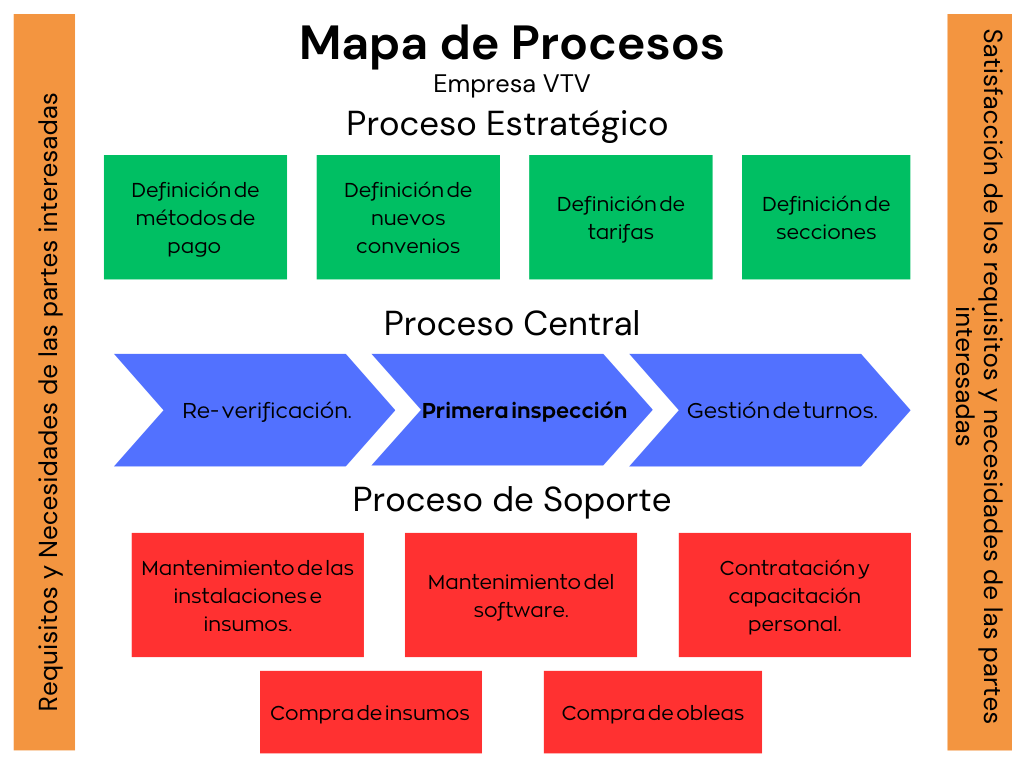 Mapa de Procesos
Empresa VTV
Requisitos y Necesidades de las partes interesadas
Proceso Estratégico
Definición de
métodos de
pago
Definición de
nuevos
convenios
Definición de
tarifas
Definición de
secciones
Proceso Central
Re-verificación.
Primera inspección
Gestión de turnos.
Proceso de Soporte
Mantenimiento de las
instalaciones e
insumos.
Mantenimiento del
software.
Contratación y
capacitación
personal.
Compra de insumos
Compra de obleas
Satisfacción de los requisitos y necesidades de las partes
interesadas